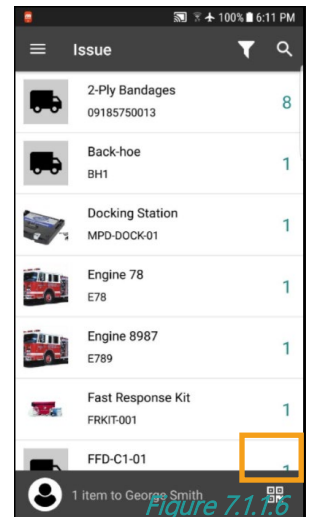 100% 6:11 PM
Issue
2-Ply Bandages
09185750013
8
Back-hoe
BH1
1
Docking Station
MPD-DOCK-01
1
Engine 78
E78
1
Engine 8987
E789
1
Fast Response Kit
FRKIT-001
1
FFD-C1-01
1
1 item to George Smith
Figure 7.1.1.6